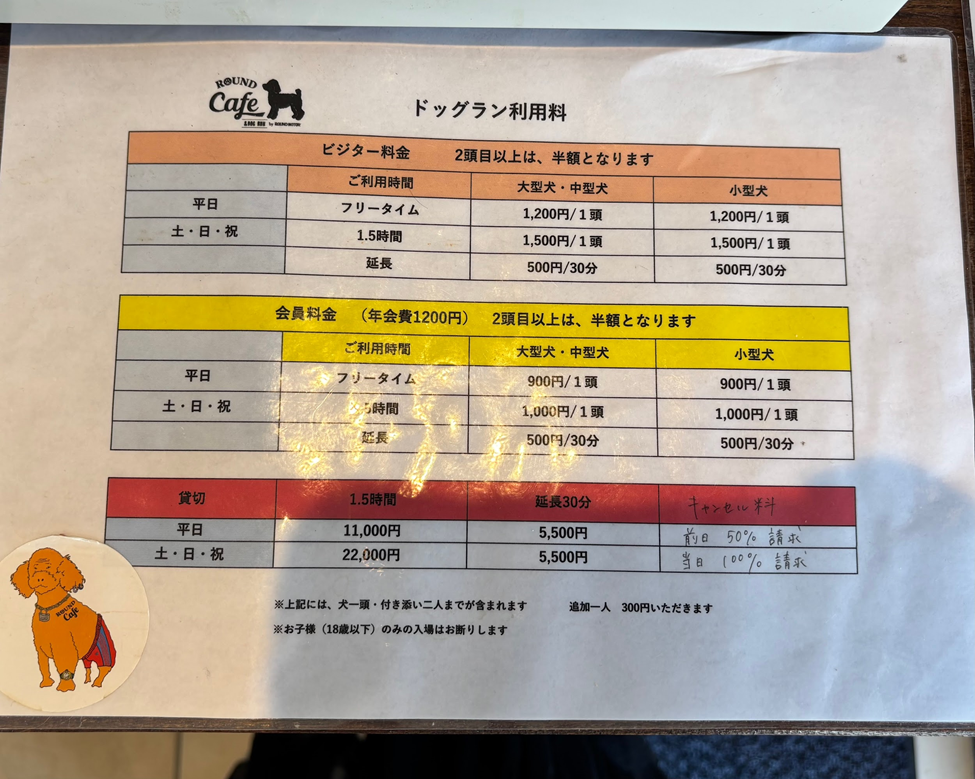 ROUND
Cafe
ドッグラン利用料
ビジター料金 2頭目以上は、半額となります
ご利用時間 大型犬・中型犬 小型犬
平日 フリータイム 1,200円/1頭 1,200円/1頭
土・日・祝 1.5時間 1,500円/1頭 1,500円/1頭
延長 500円/30分 500円/30分
会員料金 （年会費1200円） 2頭目以上は、半額となります
ご利用時間 大型犬・中型犬 小型犬
平日 フリータイム 900円/1頭 900円/1頭
土・日・祝 5時間 1,000円/1頭 1,000円/1頭
延長 500円/30分 500円/30分
貸切 1.5時間 延長30分 キャンセル料
平日 11,000円 5,500円 前日 50% 請求
土・日・祝 22,000円 5,500円 当日 100% 請求
※上記には、犬一頭・付き添い二人までが含まれます 追加一人 300円いただきます
※お子様（18歳以下）のみの入場はお断りします
ROUND
Cafe